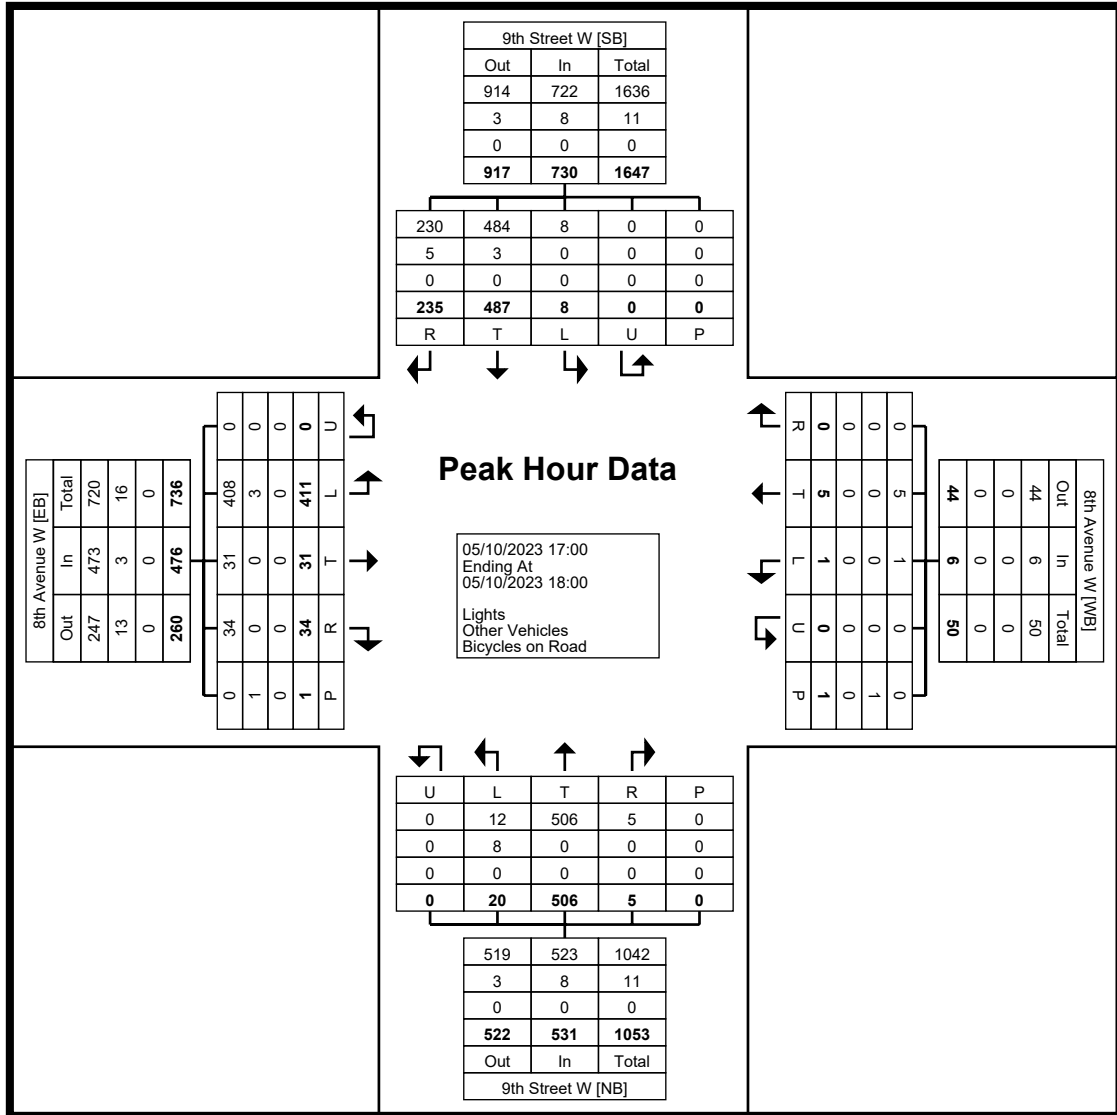 9th Street W [SB]
Out In Total
914 722 1636
3 8 11
0 0 0
917 730 1647
230 484 8 0 0
5 3 0 0 0
0 0 0 0 0
235 487 8 0 0
R T L U P
8th Avenue W [EB]
Total 720 16 0 736
In 473 3 0 476
Out 247 13 0 260
0 0 0 0 U
408 3 0 411 L
31 0 0 31 T
34 0 0 34 R
0 1 0 1 P
Peak Hour Data
05/10/2023 17:00
Ending At
05/10/2023 18:00
Lights
Other Vehicles
Bicycles on Road
R 0 0 0 0
T 5 0 0 5
L 1 0 0 1
U 0 0 0 0
P 1 0 1 0
44 0 0 44 Out
6 0 0 6 In
50 0 0 50 Total
8th Avenue W [WB]
U L T R P
0 12 506 5 0
0 8 0 0 0
0 0 0 0 0
0 20 506 5 0
519 523 1042
3 8 11
0 0 0
522 531 1053
Out In Total
9th Street W [NB]